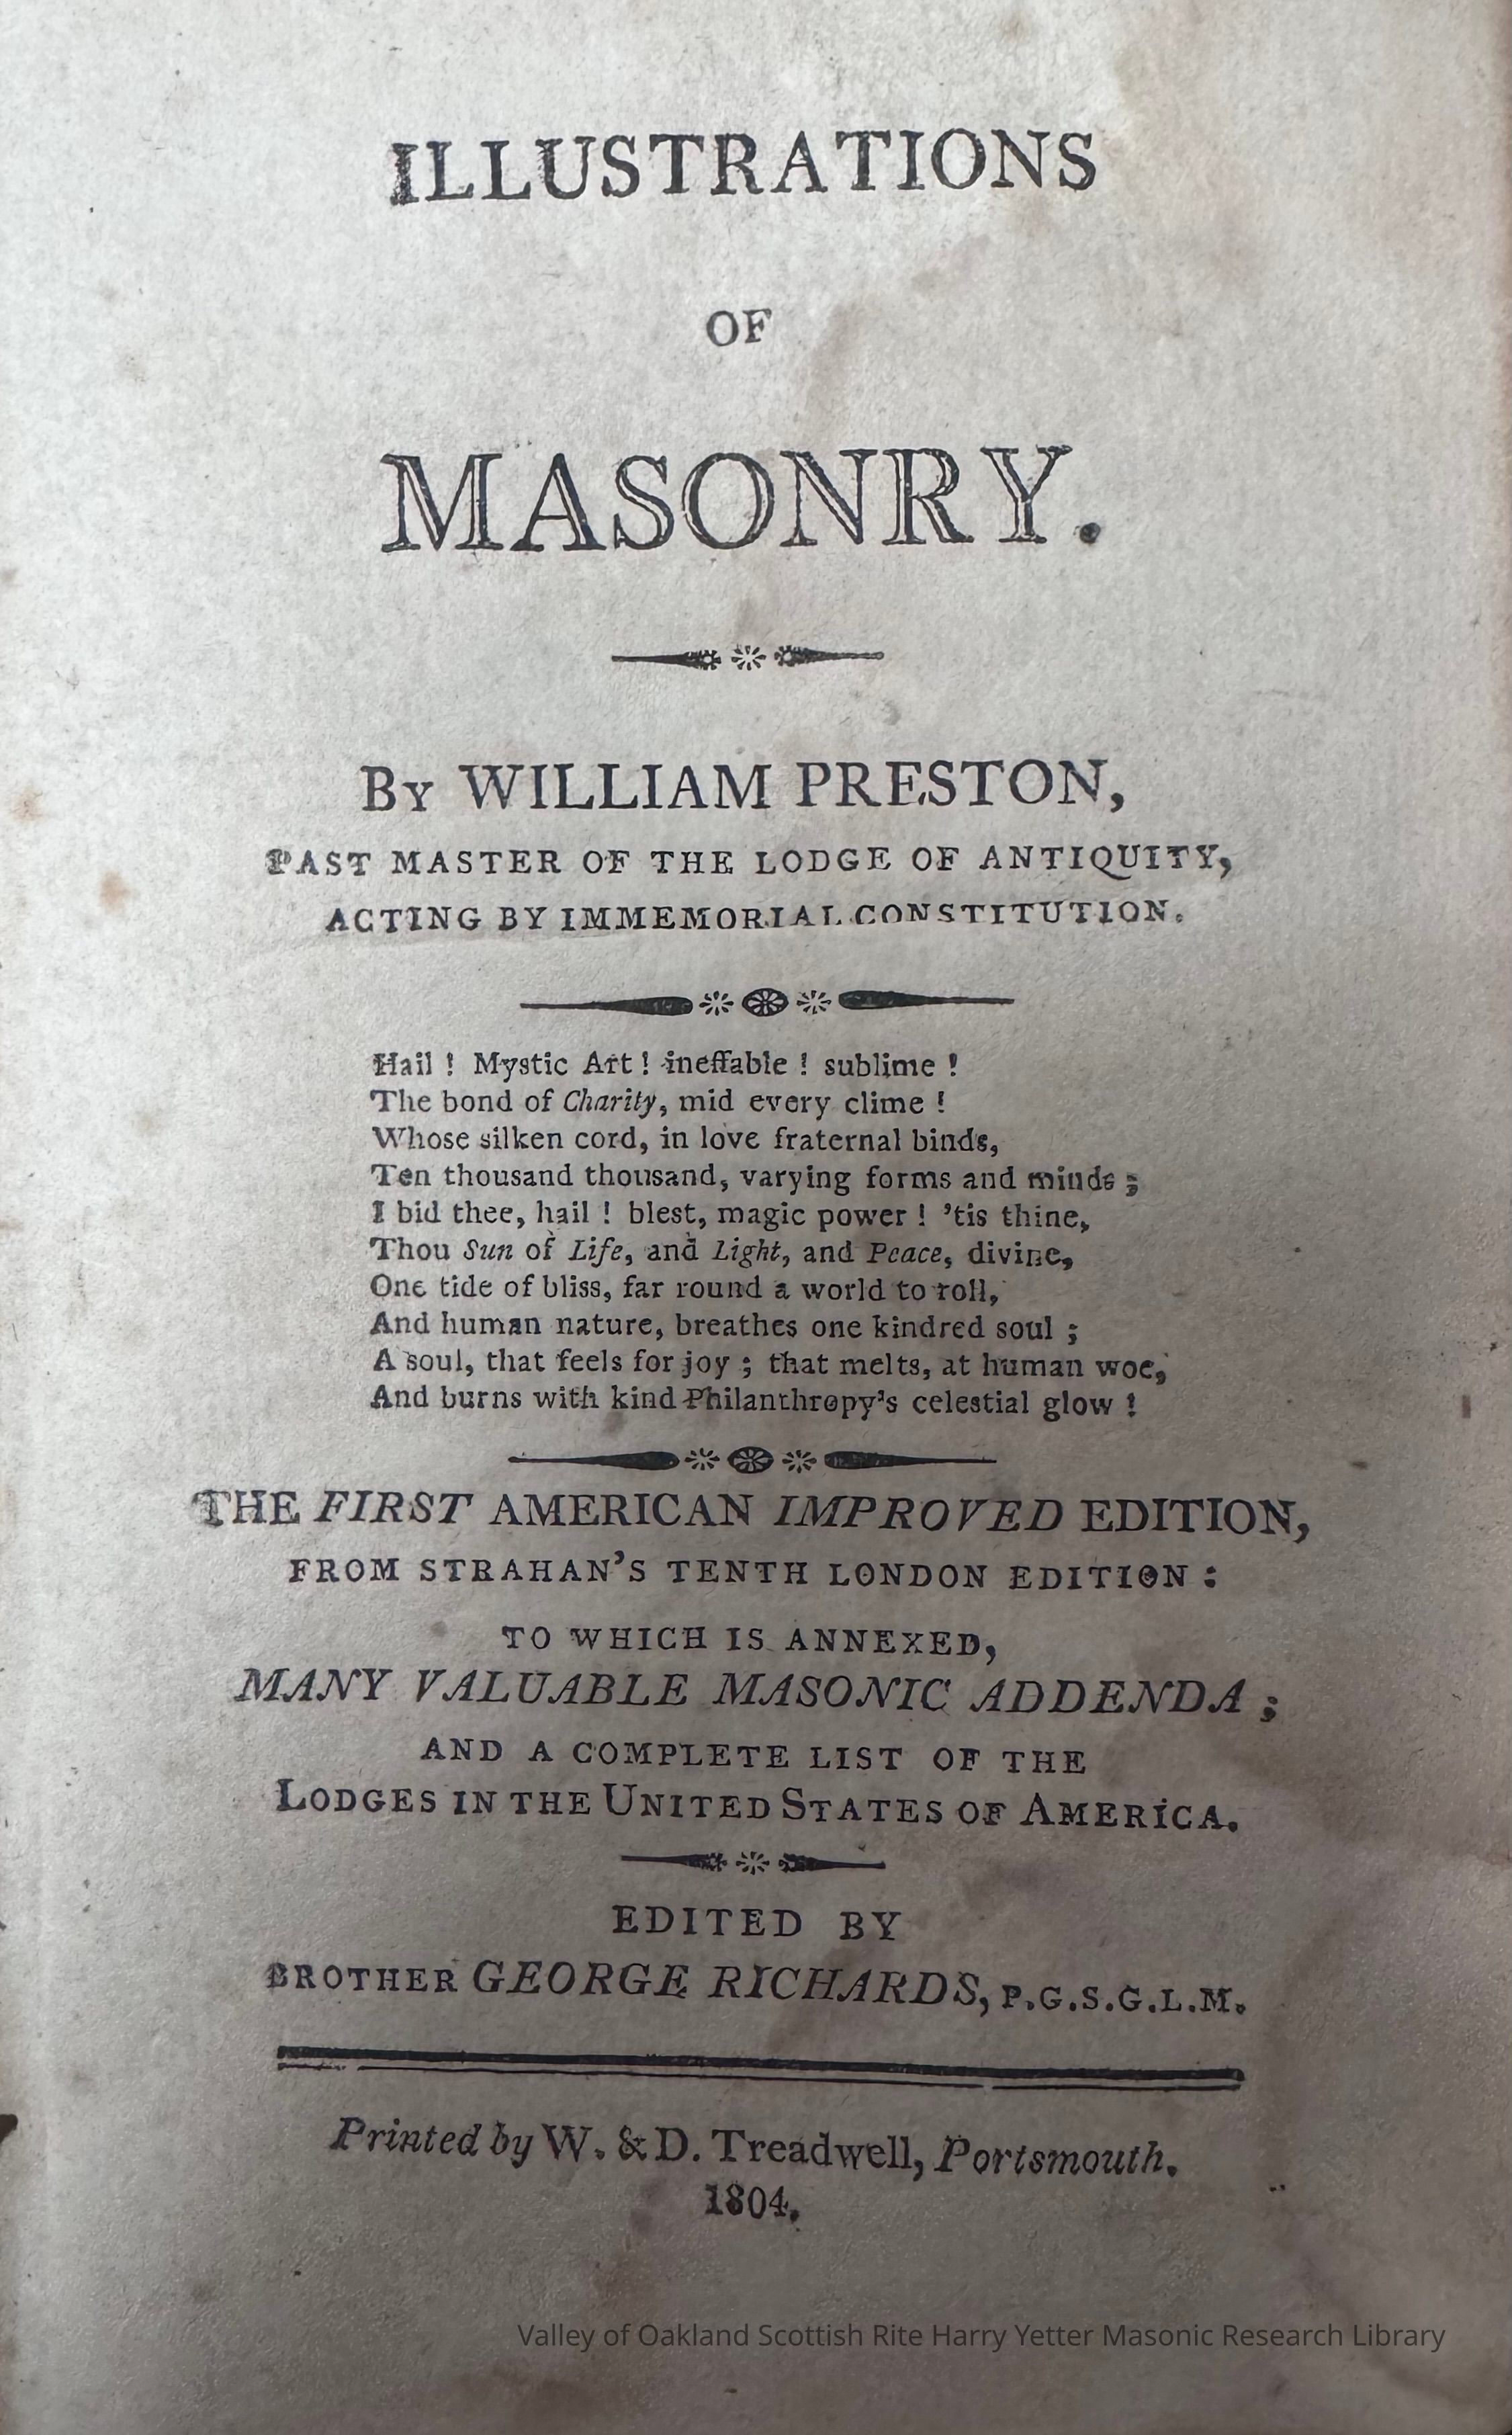 ILLUSTRATIONS
OF
MASONRY.
BY WILLIAM PRESTON,
PAST MASTER OF THE LODGE OF ANTIQUITY,
ACTING BY IMMEMORIAL CONSTITUTION.
Hail ! Mystic Art ! ineffable ! sublime !
The bond of Charity, mid every clime !
Whose silken cord, in love fraternal binds,
Ten thousand thousand, varying forms and minds ;
I bid thee, hail ! blest, magic power ! 'tis thine,
Thou Sun of Life, and Light, and Peace, divine,
One tide of bliss, far round a world to roll,
And human nature, breathes one kindred soul ;
A soul, that feels for joy ; that melts, at human woe,
And burns with kind Philanthropy's celestial glow !
THE FIRST AMERICAN IMPROVED EDITION,
FROM STRAHAN'S TENTH LONDON EDITION :
TO WHICH IS ANNEXED,
MANY VALUABLE MASONIC ADDENDA ;
AND A COMPLETE LIST OF THE
LODGES IN THE UNITED STATES OF AMERICA.
EDITED BY
BROTHER GEORGE RICHARDS, P.G.S.G.L.M.
Printed by W. & D. Treadwell, Portsmouth.
1804.
Valley of Oakland Scottish Rite Harry Yetter Masonic Research Library